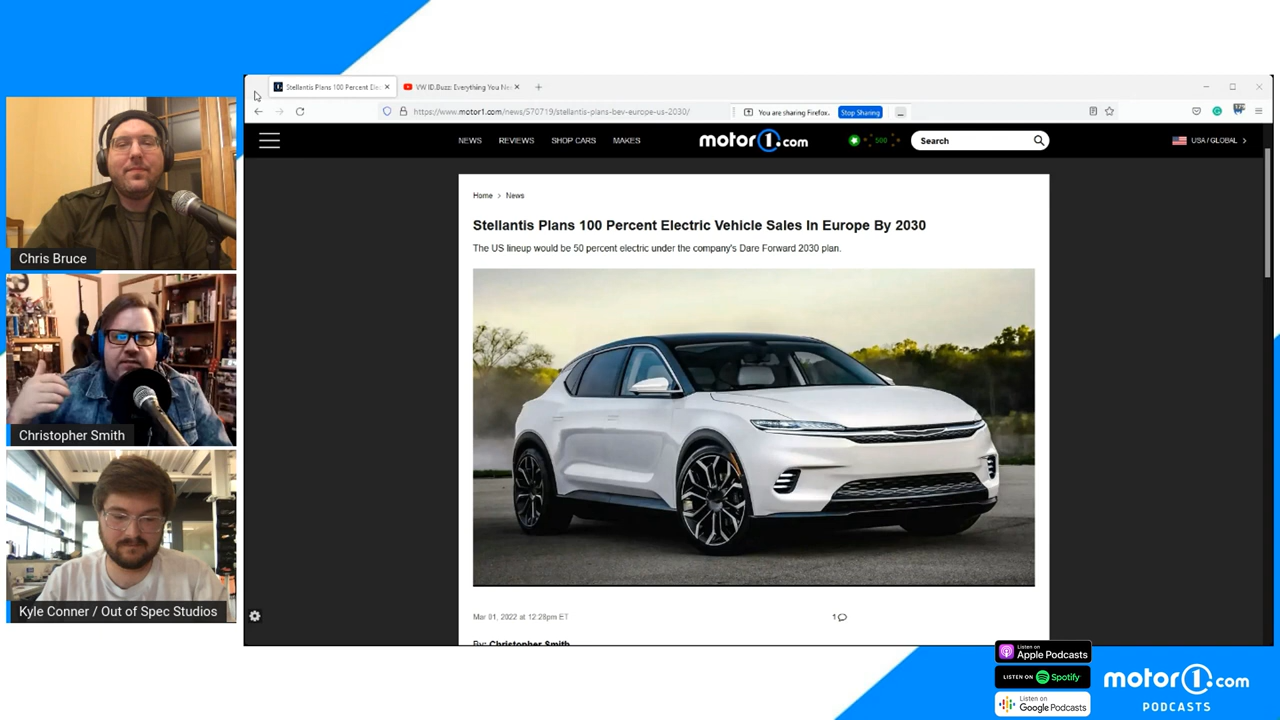 Stellantis Plans 100 Percent Ele
VW ID.Buzz: Everything You Ne
https://www.motor1.com/news/570719/stellantis-plans-bev-europe-us-2030/
You are sharing Firefox.
Stop Sharing
NEWS
REVIEWS
SHOP CARS
MAKES
motor1.com
500
Search
USA / GLOBAL
Home > News
Stellantis Plans 100 Percent Electric Vehicle Sales In Europe By 2030
The US lineup would be 50 percent electric under the company's Dare Forward 2030 plan.
Mar 01, 2022 at 12:28pm ET
1
By: Christopher Smith
Chris Bruce
Christopher Smith
Kyle Conner / Out of Spec Studios
Listen on
Apple Podcasts
LISTEN ON Spotify
Listen on
Google Podcasts
motor1.com
PODCASTS